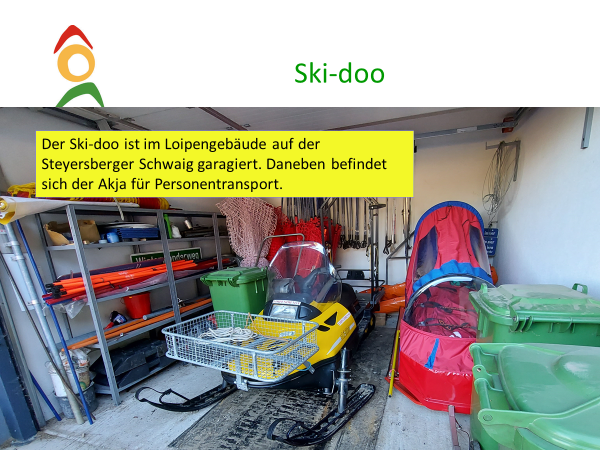 Ski-doo
Der Ski-doo ist im Loipengebäude auf der
Steyersberger Schwaig garagiert. Daneben befindet
sich der Akja für Personentransport.
Winterwanderweg